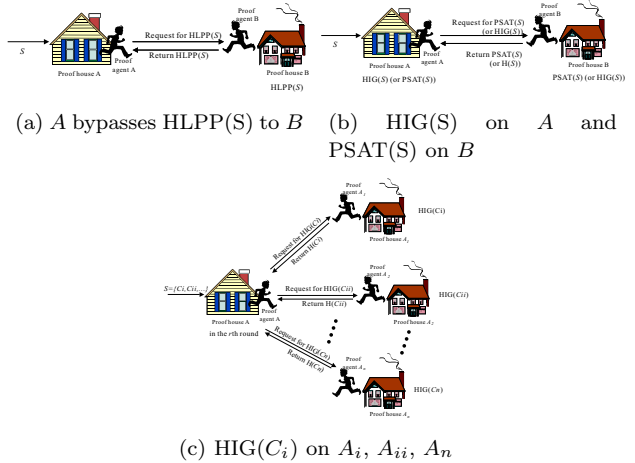 Proof
agent B
Request for HLPP(S)
Return HLPP(S)
S
Proof house A
Proof
agent A
Proof house B
HLPP(S)
(a) A bypasses HLPP(S) to B
Proof
agent B
Request for PSAT(S)
(or HIG(S))
Return PSAT(S)
(or H(S))
S
Proof house A
Proof
agent A
HIG(S) (or PSAT(S))
Proof house B
PSAT(S) (or HIG(S))
(b) HIG(S) on A and
PSAT(S) on B
Proof
agent A1
HIG(Ci)
Request for HIG(Ci)
Return H(Ci)
Proof house A1
S={Ci,Cii,...}
Proof
agent A2
Request for HIG(Cii)
HIG(Cii)
Return H(Cii)
Proof house A2
Proof house A
Proof
agent A
in the rth round
Request for HIG(Cn)
Return H(Cn)
Proof
agent An
HIG(Cn)
Proof house An
(c) HIG(Ci) on Ai, Aii, An